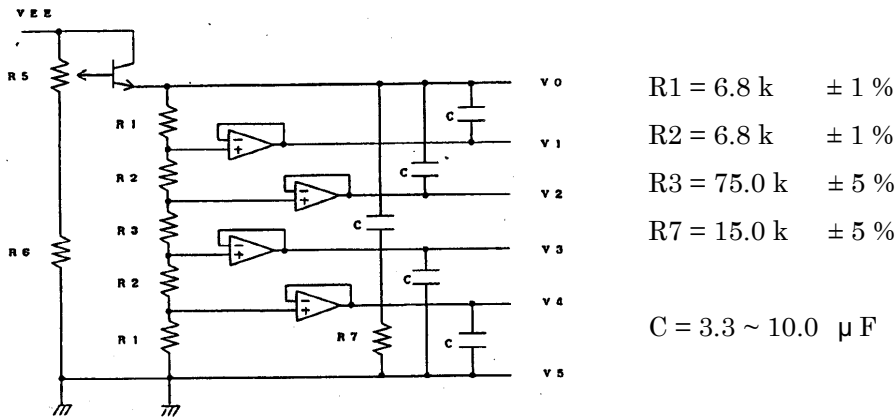 VEE
R5
R6
R1
R2
R3
R2
R1
C
C
C
C
C
R7
V0
V1
V2
V3
V4
V5
R1 = 6.8 k ± 1 %
R2 = 6.8 k ± 1 %
R3 = 75.0 k ± 5 %
R7 = 15.0 k ± 5 %
C = 3.3 ~ 10.0 μ F